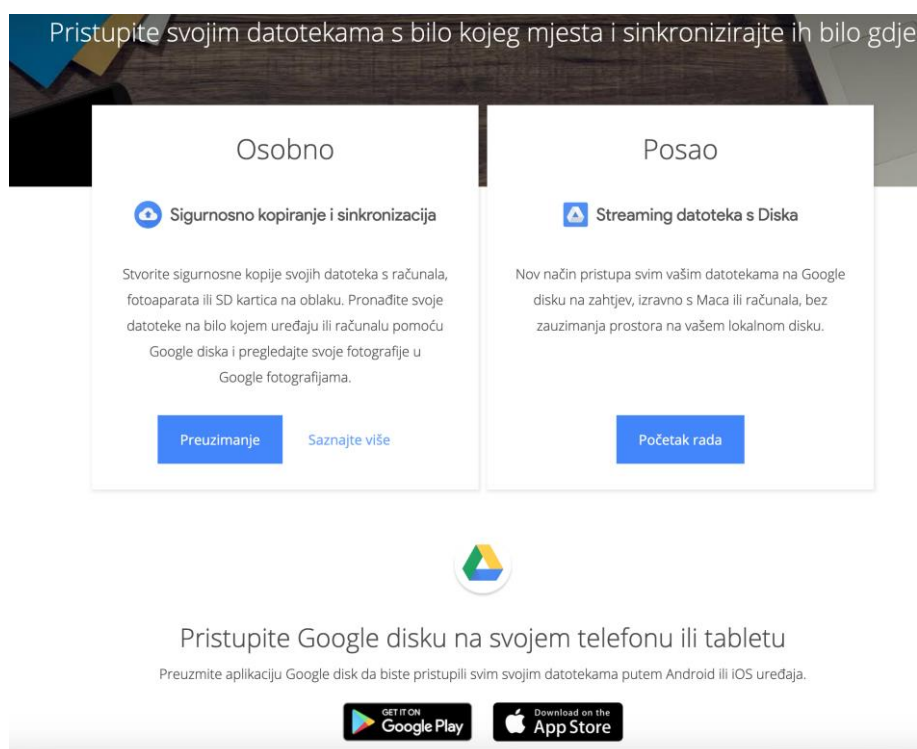 Pristupite svojim datotekama s bilo kojeg mjesta i sinkronizirajte ih bilo gdje
Osobno
Sigurnosno kopiranje i sinkronizacija
Stvorite sigurnosne kopije svojih datoteka s računala,
fotoaparata ili SD kartica na oblaku. Pronađite svoje
datoteke na bilo kojem uređaju ili računalu pomoću
Google diska i pregledajte svoje fotografije u
Google fotografijama.
Preuzimanje Saznajte više
Posao
Streaming datoteka s Diska
Nov način pristupa svim vašim datotekama na Google
disku na zahtjev, izravno s Maca ili računala, bez
zauzimanja prostora na vašem lokalnom disku.
Početak rada
Pristupite Google disku na svojem telefonu ili tabletu
Preuzmite aplikaciju Google disk da biste pristupili svim svojim datotekama putem Android ili iOS uređaja.
GET IT ON
Google Play
Download on the
App Store